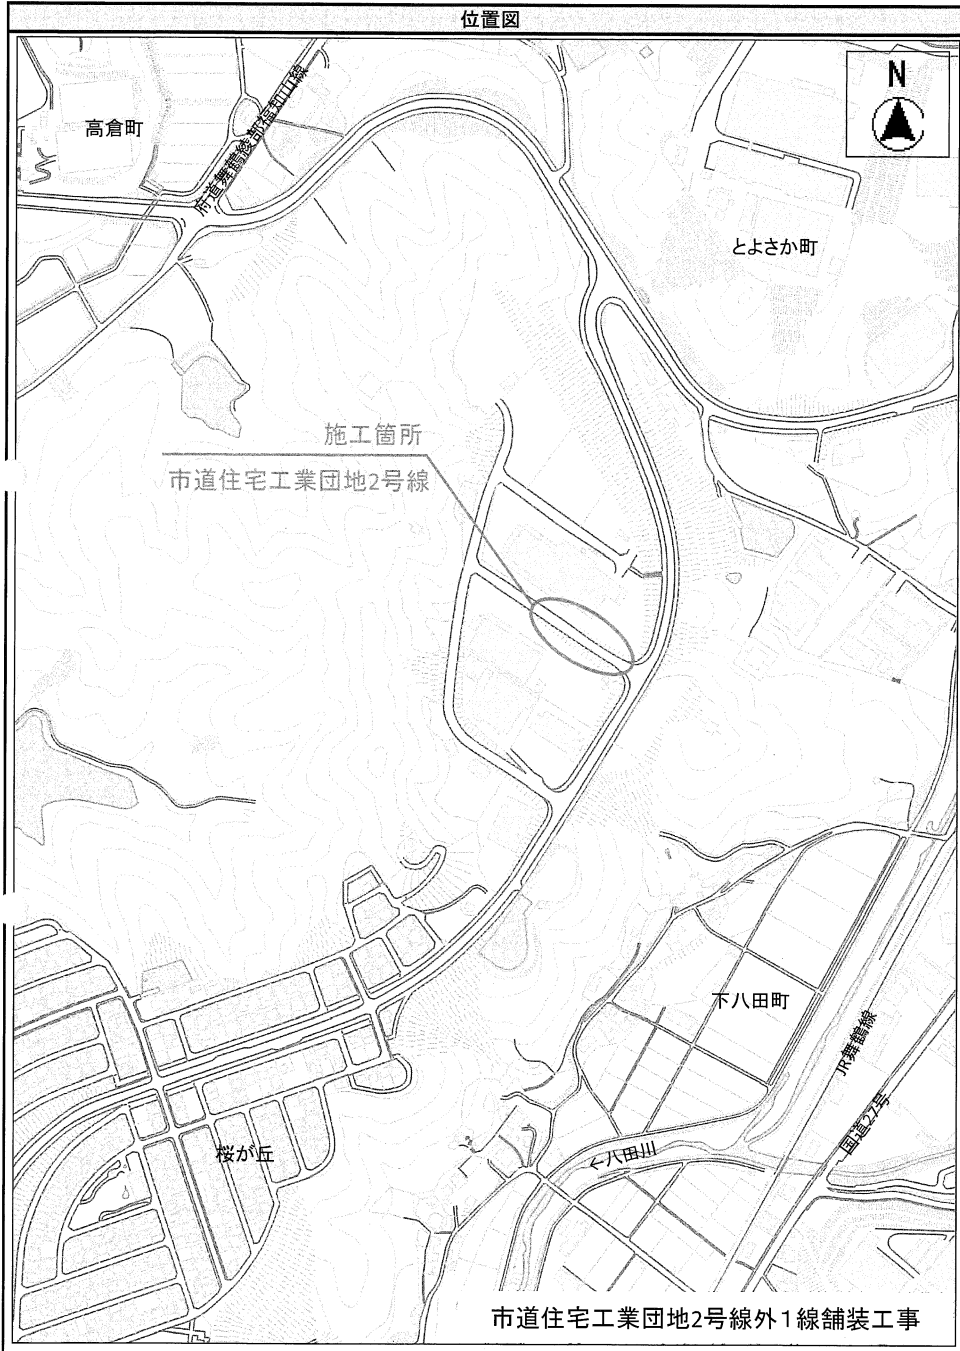 位置図
N
高倉町
府道舞鶴綾部福知山線
とよさか町
施工箇所
市道住宅工業団地2号線
下八田町
JR舞鶴線
国道27号
桜が丘
←八田川
市道住宅工業団地2号線外1線舗装工事